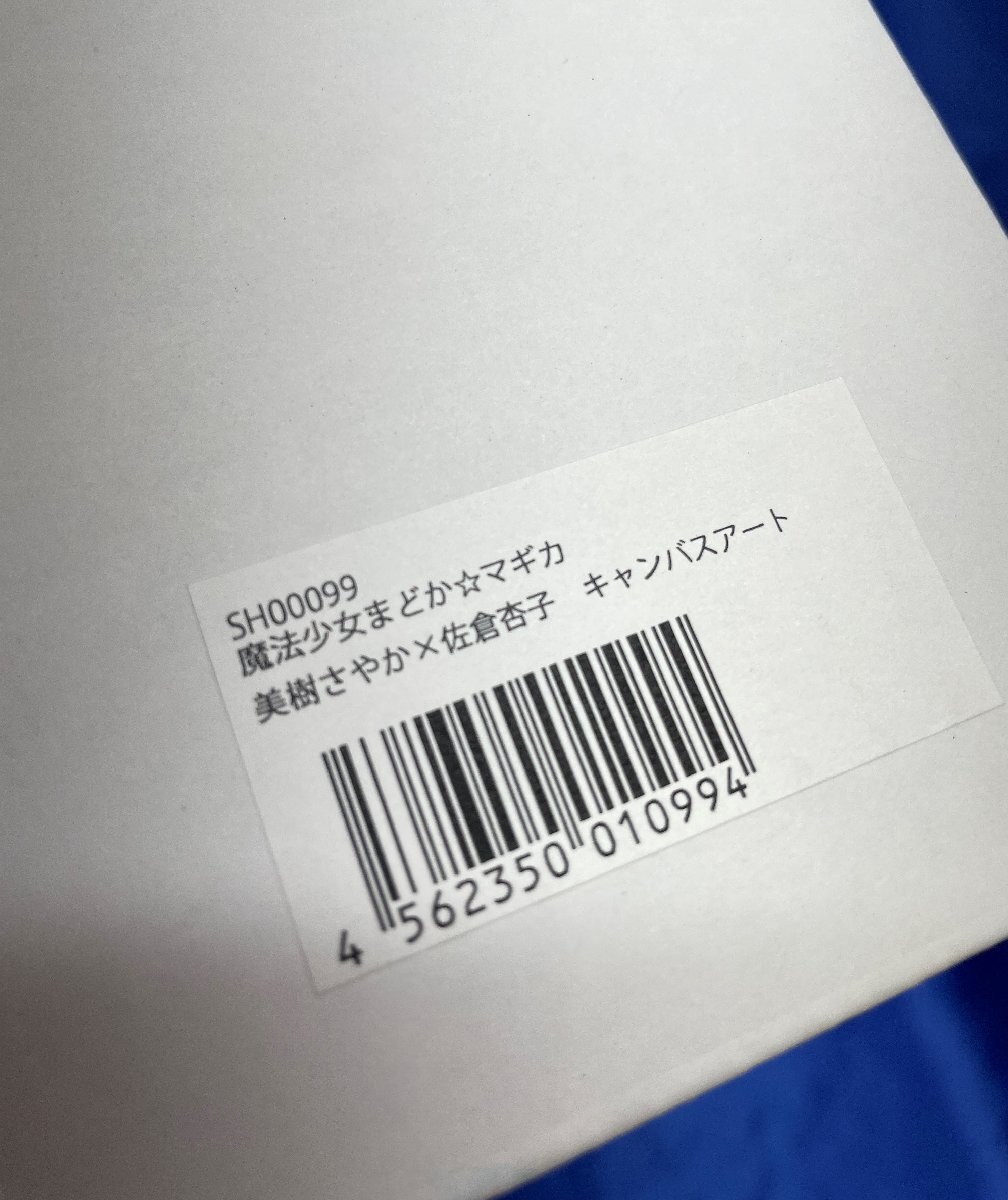 SH00099
魔法少女まどか☆マギカ
美樹さやか×佐倉杏子　キャンバスアート
4 562350 010994